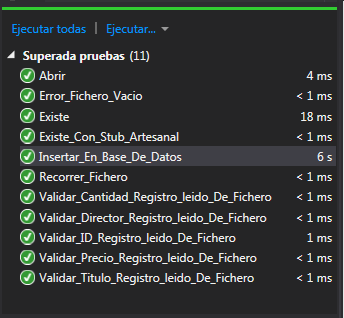 Ejecutar todas | Ejecutar...
Superada pruebas (11)
Abrir 4 ms
Error_Fichero_Vacio < 1 ms
Existe 18 ms
Existe_Con_Stub_Artesanal < 1 ms
Insertar_En_Base_De_Datos 6 s
Recorrer_Fichero < 1 ms
Validar_Cantidad_Registro_leido_De_Fichero < 1 ms
Validar_Director_Registro_leido_De_Fichero < 1 ms
Validar_ID_Registro_leido_De_Fichero 1 ms
Validar_Precio_Registro_leido_De_Fichero < 1 ms
Validar_Titulo_Registro_leido_De_Fichero < 1 ms